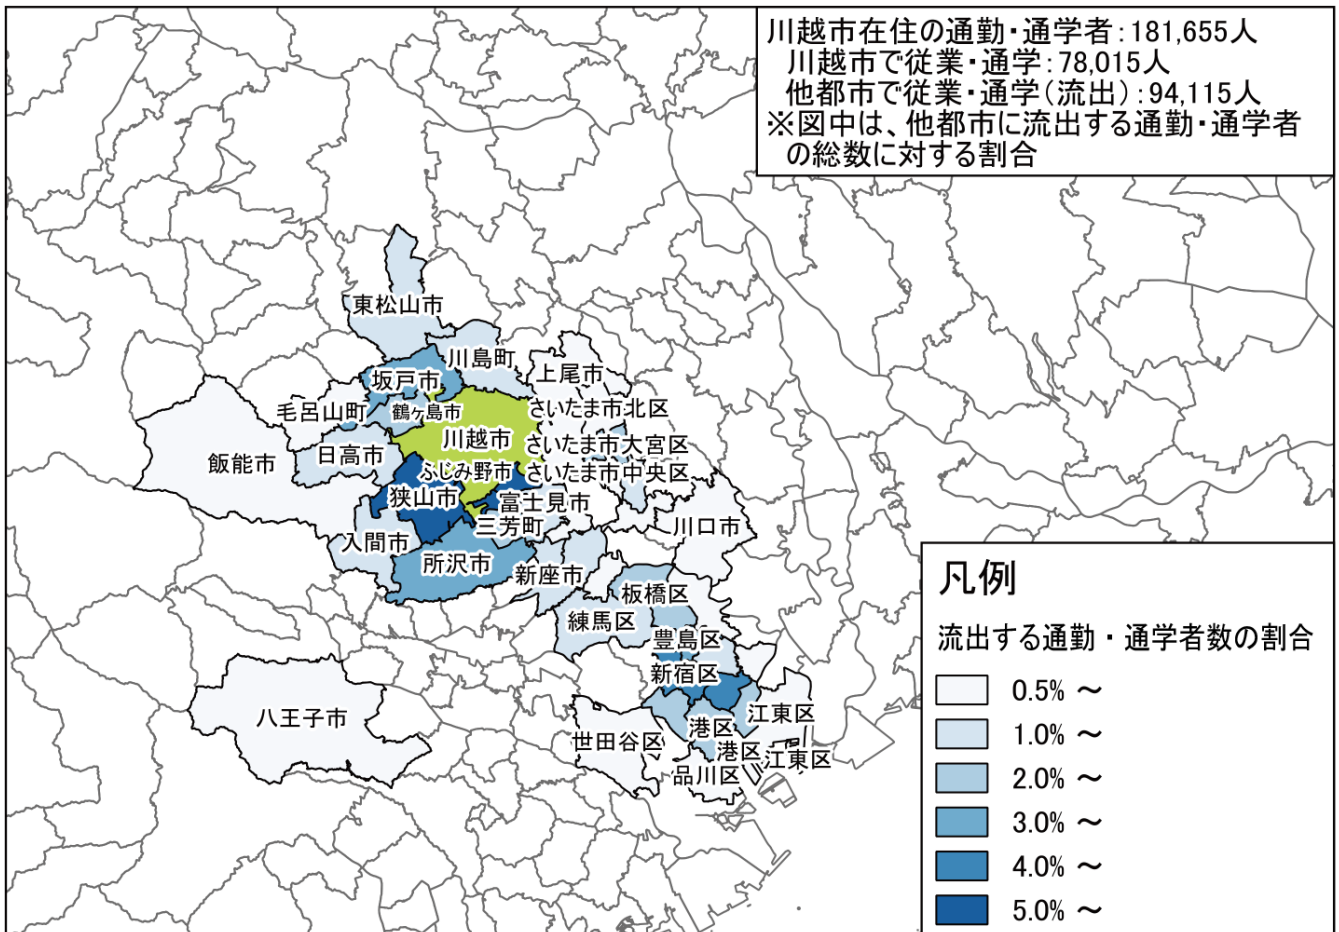 川越市在住の通勤・通学者：181,655人
川越市で従業・通学：78,015人
他都市で従業・通学（流出）：94,115人
※図中は、他都市に流出する通勤・通学者
の総数に対する割合
東松山市
川島町
坂戸市
上尾市
毛呂山町
鶴ヶ島市
さいたま市北区
川越市
さいたま市大宮区
日高市
飯能市
ふじみ野市
さいたま市中央区
狭山市
富士見市
三芳町
川口市
入間市
所沢市
新座市
板橋区
練馬区
豊島区
新宿区
八王子市
江東区
港区
世田谷区
港区
江東区
品川区
凡例
流出する通勤・通学者数の割合
0.5% ～
1.0% ～
2.0% ～
3.0% ～
4.0% ～
5.0% ～